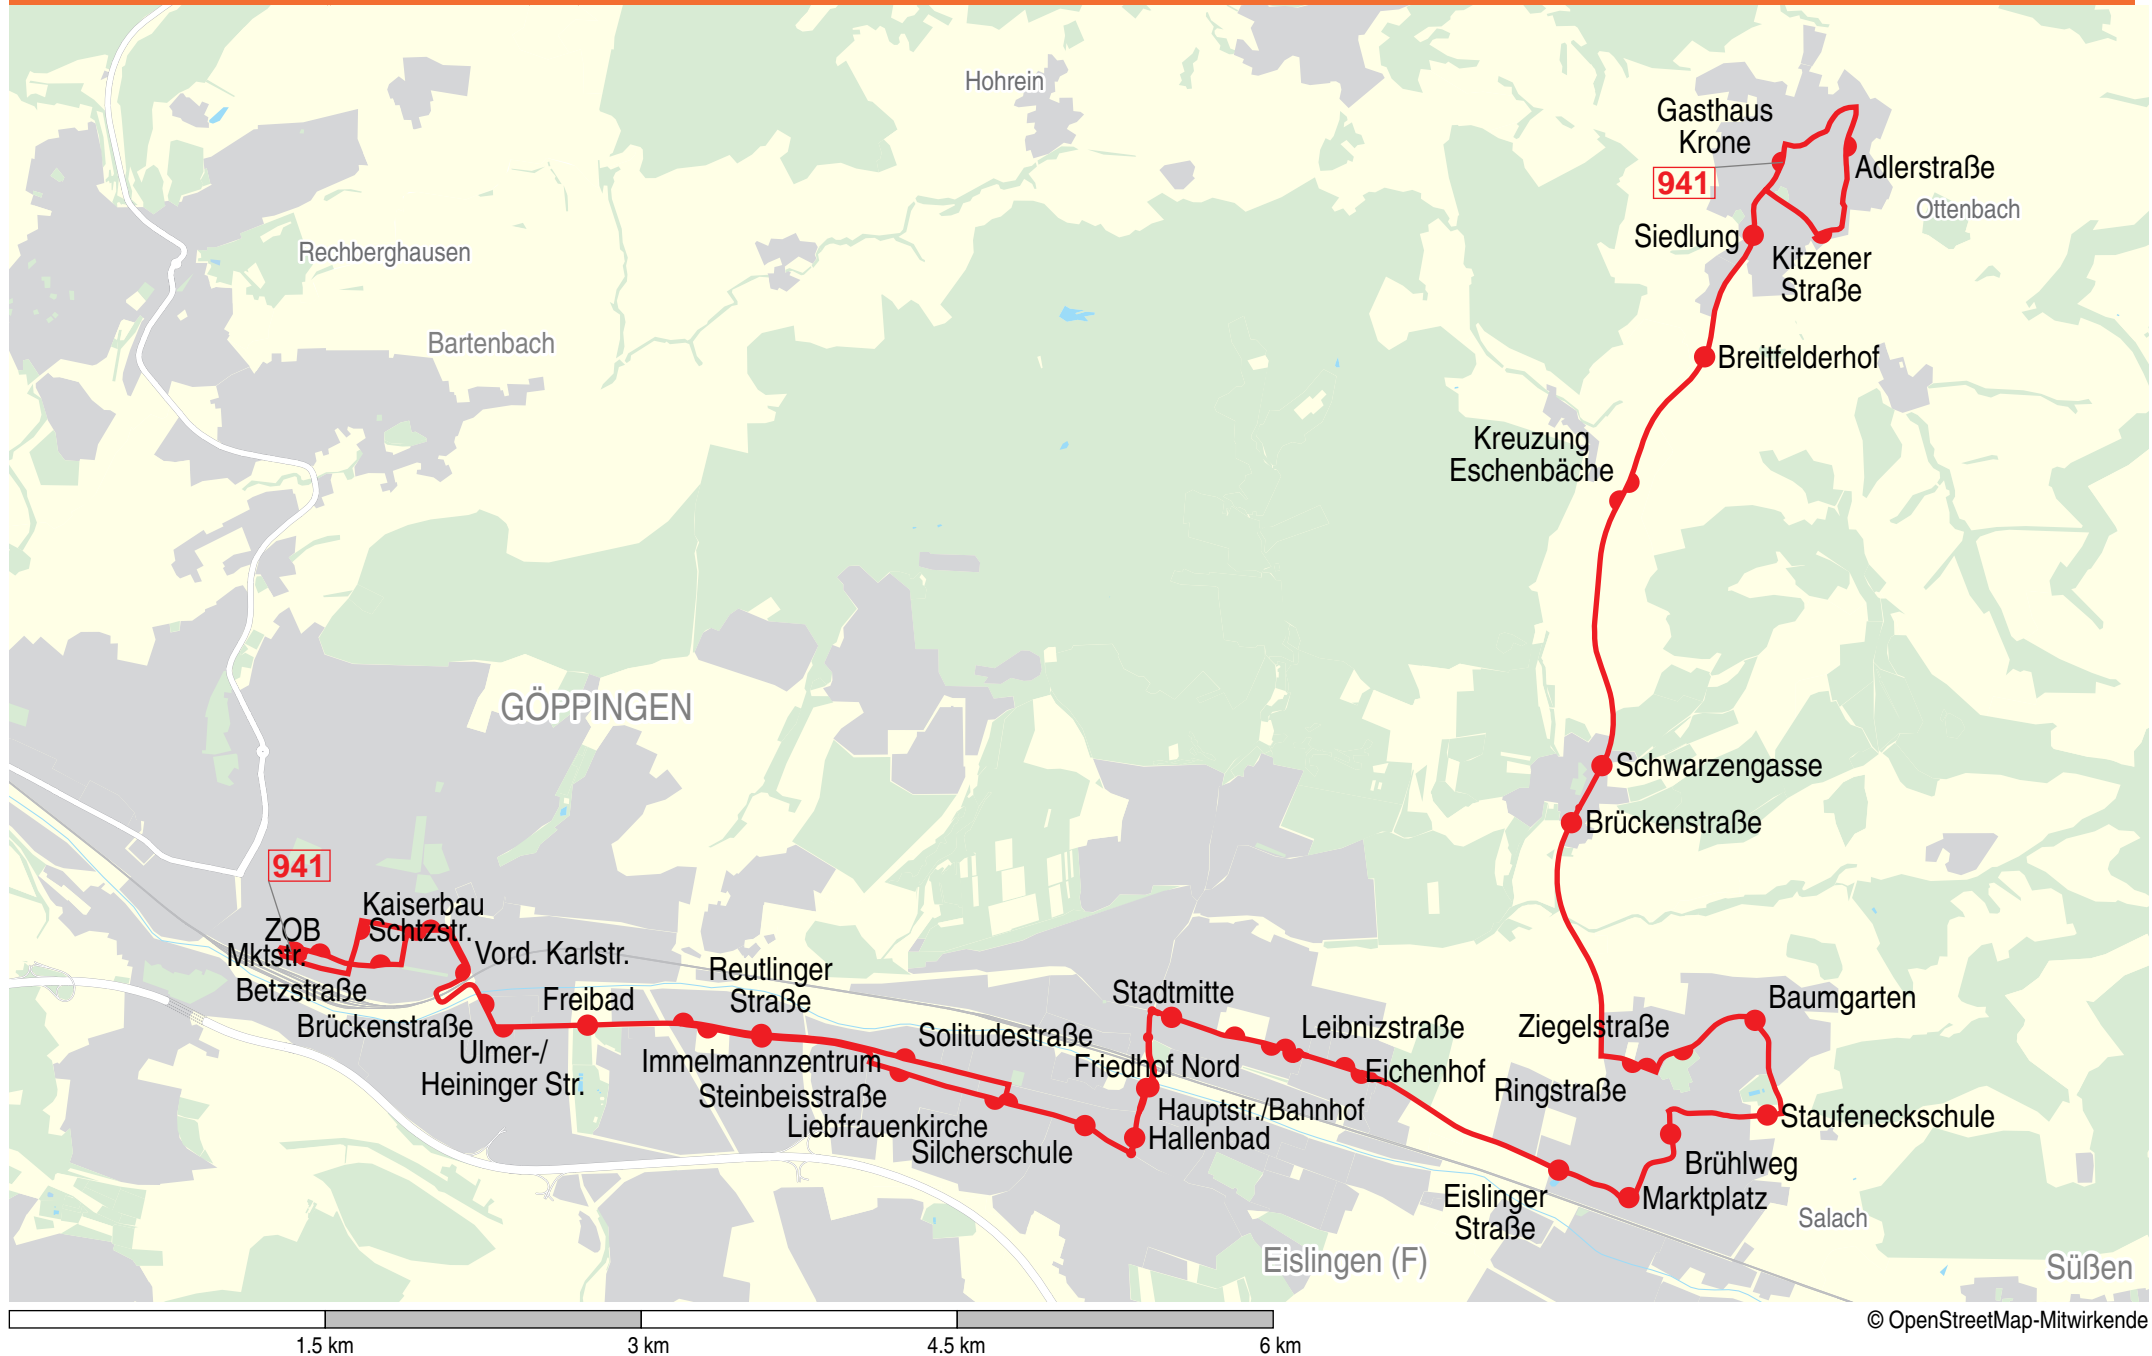 Hohrein
Gasthaus
Krone
941
Adlerstraße
Ottenbach
Siedlung
Kitzener
Straße
Rechberghausen
Bartenbach
Breitfelderhof
Kreuzung
Eschenbäche
GÖPPINGEN
Schwarzengasse
Brückenstraße
941
Kaiserbau
ZOB
Schtzstr.
Mktstr.
Vord. Karlstr.
Betzstraße
Reutlinger
Straße
Freibad
Brückenstraße
Ulmer-/
Heininger Str.
Solitudestraße
Immelmannzentrum
Steinbeisstraße
Liebfrauenkirche
Silcherschule
Stadtmitte
Leibnizstraße
Friedhof Nord
Eichenhof
Hauptstr./Bahnhof
Hallenbad
Ziegelstraße
Baumgarten
Ringstraße
Staufeneckschule
Brühlweg
Eislinger
Straße
Marktplatz
Salach
Eislingen (F)
Süßen
© OpenStreetMap-Mitwirkende
1.5 km
3 km
4.5 km
6 km